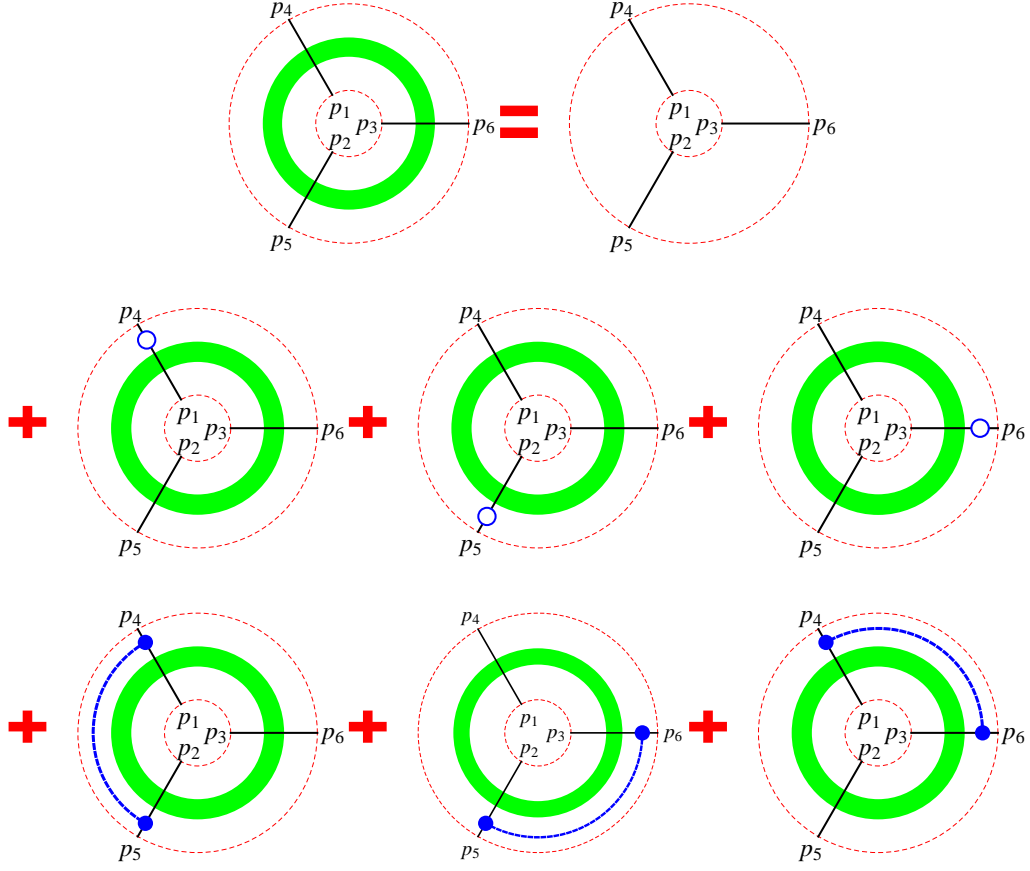 p4 p4
p1 p1
p3 p6 = p3 p6
p2 p2
p5 p5
p4 p4 p4
p1 p1 p1
+ p3 p6 + p3 p6 + p3 p6
p2 p2 p2
p5 p5 p5
p4 p4 p4
p1 p1 p1
+ p3 p6 + p3 p6 + p3 p6
p2 p2 p2
p5 p5 p5